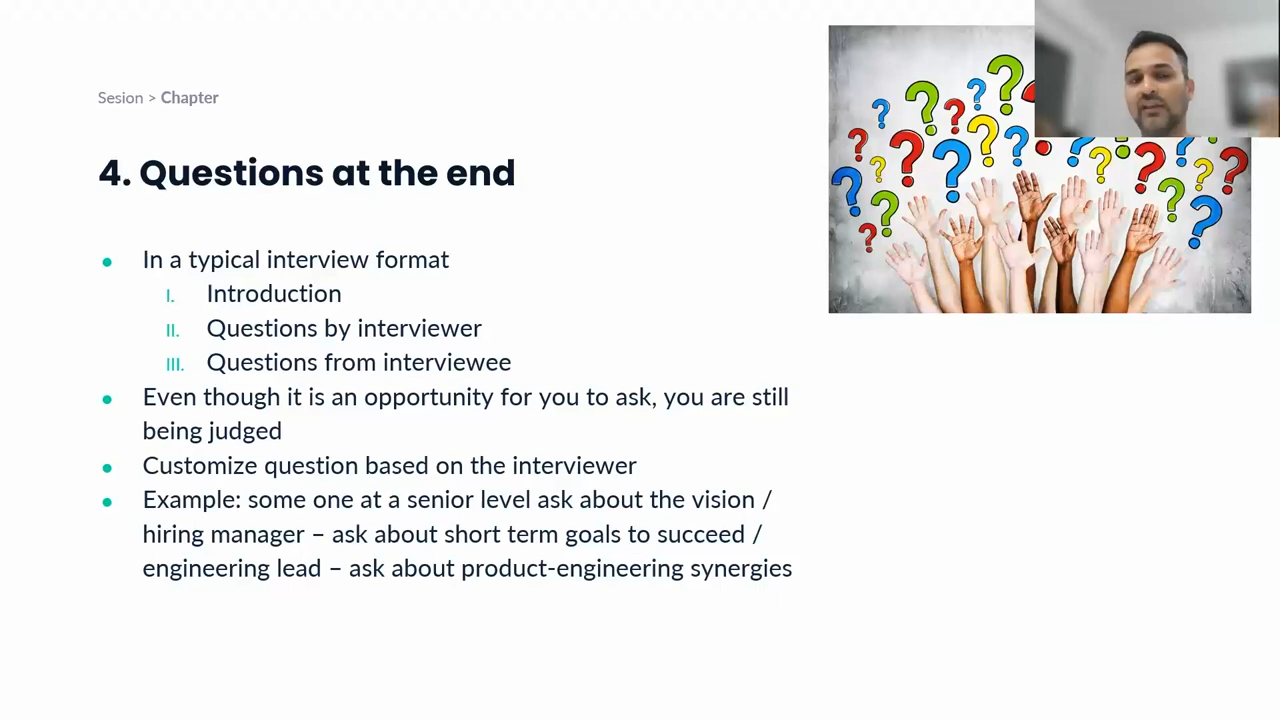 Sesion > Chapter
4. Questions at the end
• In a typical interview format
I. Introduction
II. Questions by interviewer
III. Questions from interviewee
• Even though it is an opportunity for you to ask, you are still
being judged
• Customize question based on the interviewer
• Example: some one at a senior level ask about the vision /
hiring manager – ask about short term goals to succeed /
engineering lead – ask about product-engineering synergies